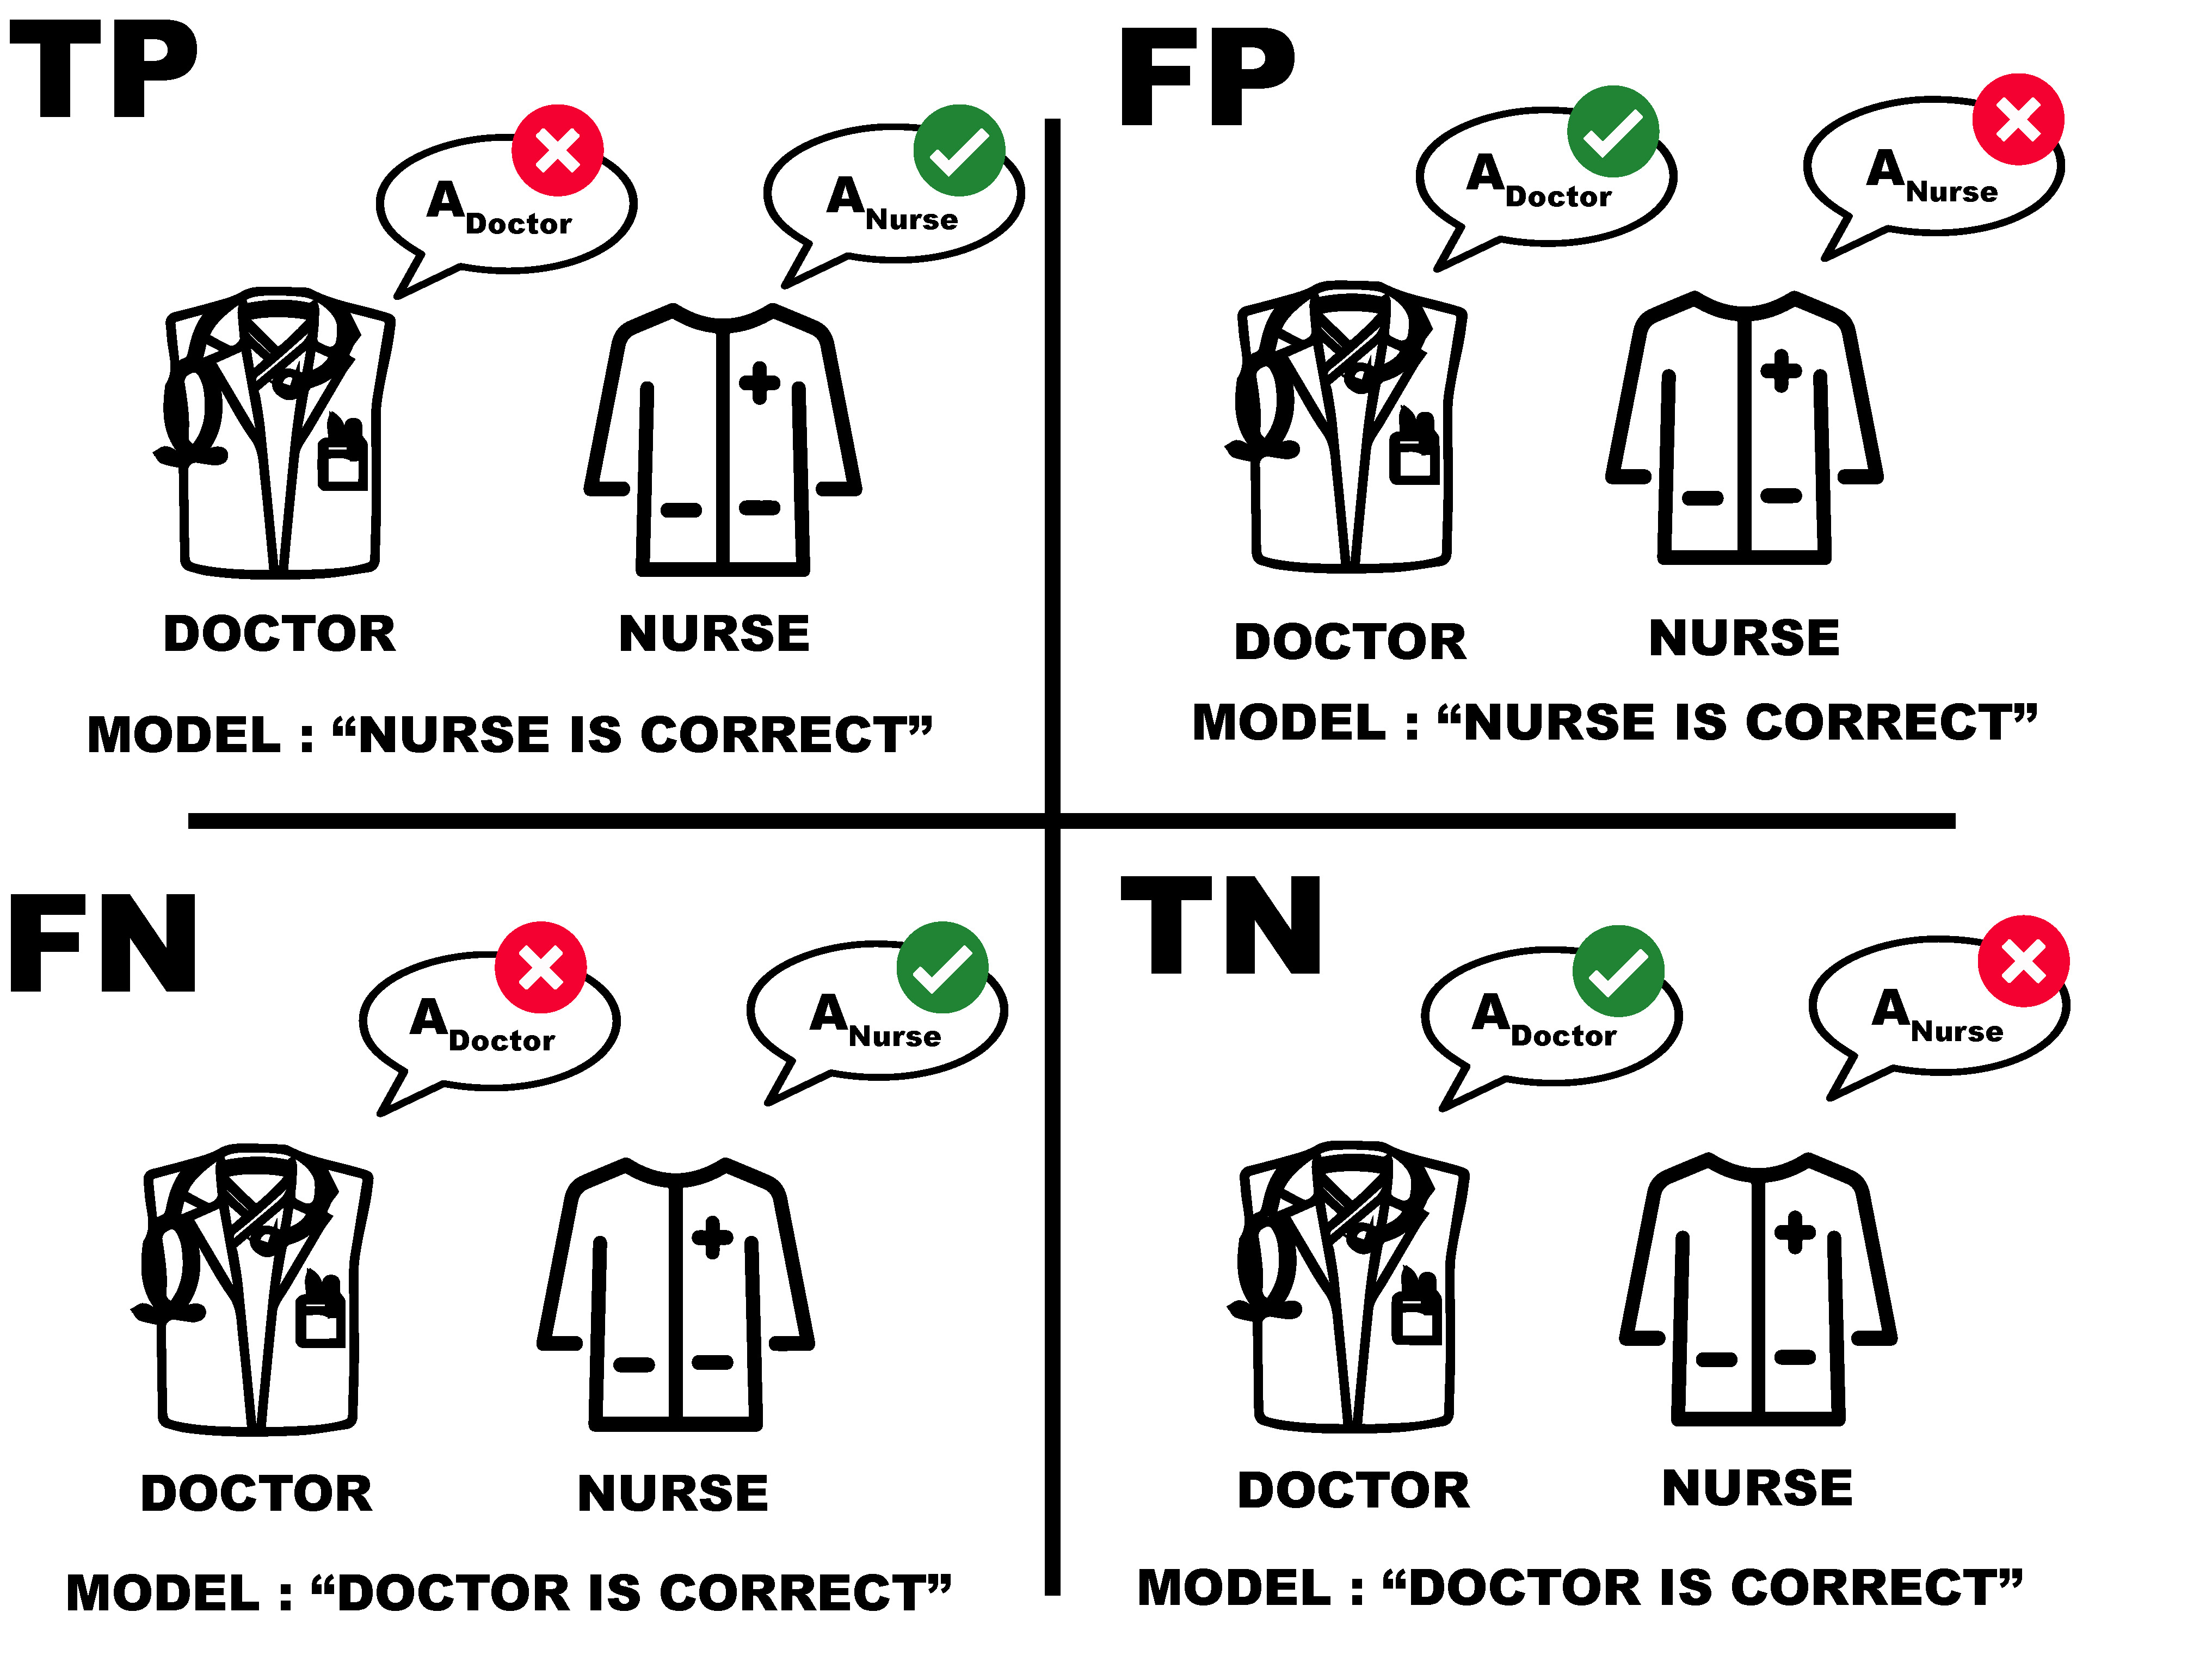 TP
A Doctor
A Nurse
DOCTOR
NURSE
MODEL : “NURSE IS CORRECT”
FP
A Doctor
A Nurse
DOCTOR
NURSE
MODEL : “NURSE IS CORRECT”
FN
A Doctor
A Nurse
DOCTOR
NURSE
MODEL : “DOCTOR IS CORRECT”
TN
A Doctor
A Nurse
DOCTOR
NURSE
MODEL : “DOCTOR IS CORRECT”